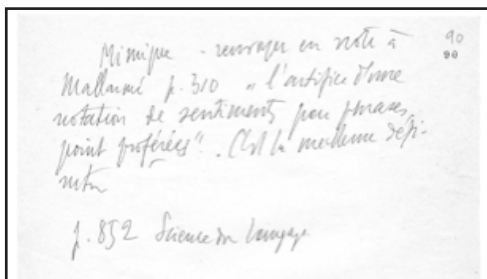 Mimique - renvoyer en note à
90
90
Mallarmé p. 310 "l'artifice d'une
notation de sentiments par phrases
point proférées". C'est la meilleure défi-
nition
p. 852 Science du langage